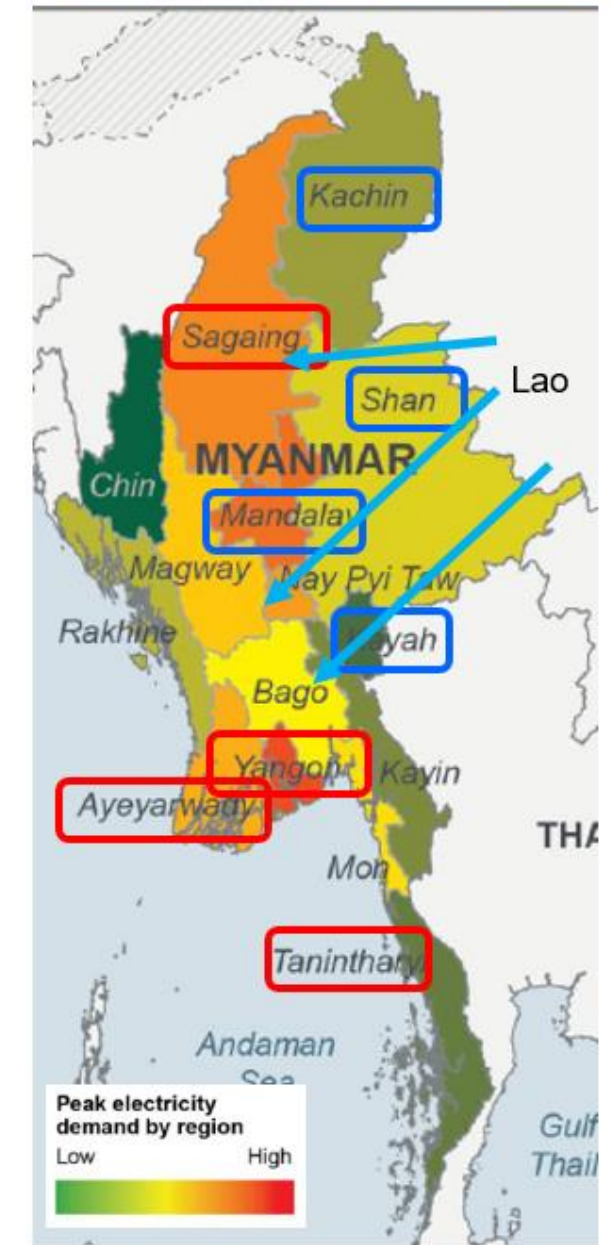 Kachin
Sagaing
Lao
Shan
MYANMAR
Chin
Mandalay
Magway
Nay Pyi Taw
Rakhine
Kayah
Bago
Yangon
Kayin
Ayeyarwady
THA
Mon
Tanintharyi
Andaman
Sea
Peak electricity
demand by region
Low High
Gulf
Thail